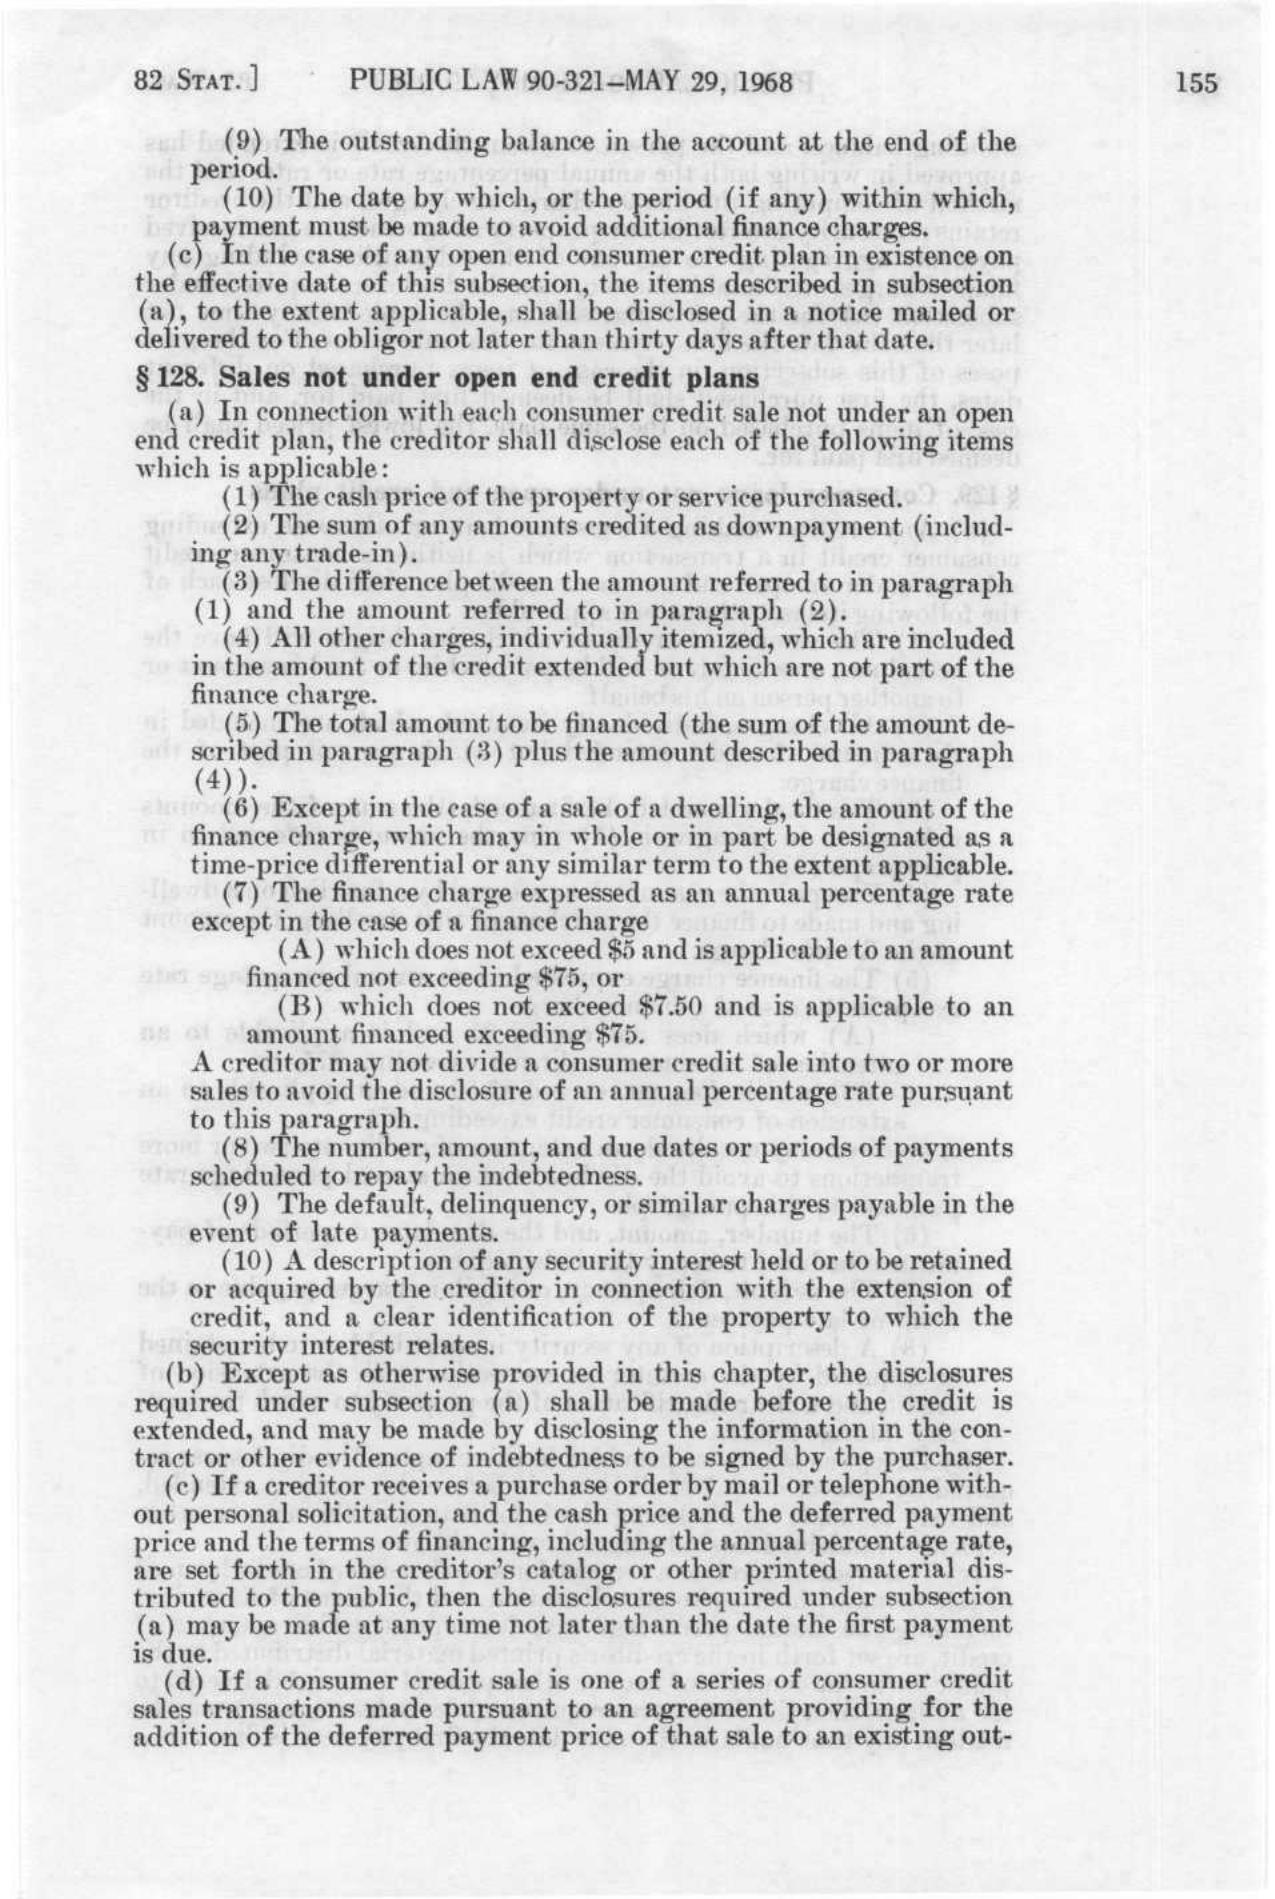 82 STAT. ] PUBLIC LAW 90-321-MAY 29, 1968 155
(9) The outstanding balance in the account at the end of the
period.
(10) The date by which, or the period (if any) within which,
payment must be made to avoid additional finance charges.
(c) In the case of any open end consumer credit plan in existence on
the effective date of this subsection, the items described in subsection
(a), to the extent applicable, shall be disclosed in a notice mailed or
delivered to the obligor not later than thirty days after that date.
§ 128. Sales not under open end credit plans
(a) In connection with each consumer credit sale not under an open
end credit plan, the creditor shall disclose each of the following items
which is applicable:
(1) The cash price of the property or service purchased.
(2) The sum of any amounts credited as downpayment (includ-
ing any trade-in).
(3) The difference between the amount referred to in paragraph
(1) and the amount referred to in paragraph (2).
(4) All other charges, individually itemized, which are included
in the amount of the credit extended but which are not part of the
finance charge.
(5) The total amount to be financed (the sum of the amount de-
scribed in paragraph (3) plus the amount described in paragraph
(4)).
(6) Except in the case of a sale of a dwelling, the amount of the
finance charge, which may in whole or in part be designated as a
time-price differential or any similar term to the extent applicable.
(7) The finance charge expressed as an annual percentage rate
except in the case of a finance charge
(A) which does not exceed $5 and is applicable to an amount
financed not exceeding $75, or
(B) which does not exceed $7.50 and is applicable to an
amount financed exceeding $75.
A creditor may not divide a consumer credit sale into two or more
sales to avoid the disclosure of an annual percentage rate pursuant
to this paragraph.
(8) The number, amount, and due dates or periods of payments
scheduled to repay the indebtedness.
(9) The default, delinquency, or similar charges payable in the
event of late payments.
(10) A description of any security interest held or to be retained
or acquired by the creditor in connection with the extension of
credit, and a clear identification of the property to which the
security interest relates.
(b) Except as otherwise provided in this chapter, the disclosures
required under subsection (a) shall be made before the credit is
extended, and may be made by disclosing the information in the con-
tract or other evidence of indebtedness to be signed by the purchaser.
(c) If a creditor receives a purchase order by mail or telephone with-
out personal solicitation, and the cash price and the deferred payment
price and the terms of financing, including the annual percentage rate,
are set forth in the creditor's catalog or other printed material dis-
tributed to the public, then the disclosures required under subsection
(a) may be made at any time not later than the date the first payment
is due.
(d) If a consumer credit sale is one of a series of consumer credit
sales transactions made pursuant to an agreement providing for the
addition of the deferred payment price of that sale to an existing out-